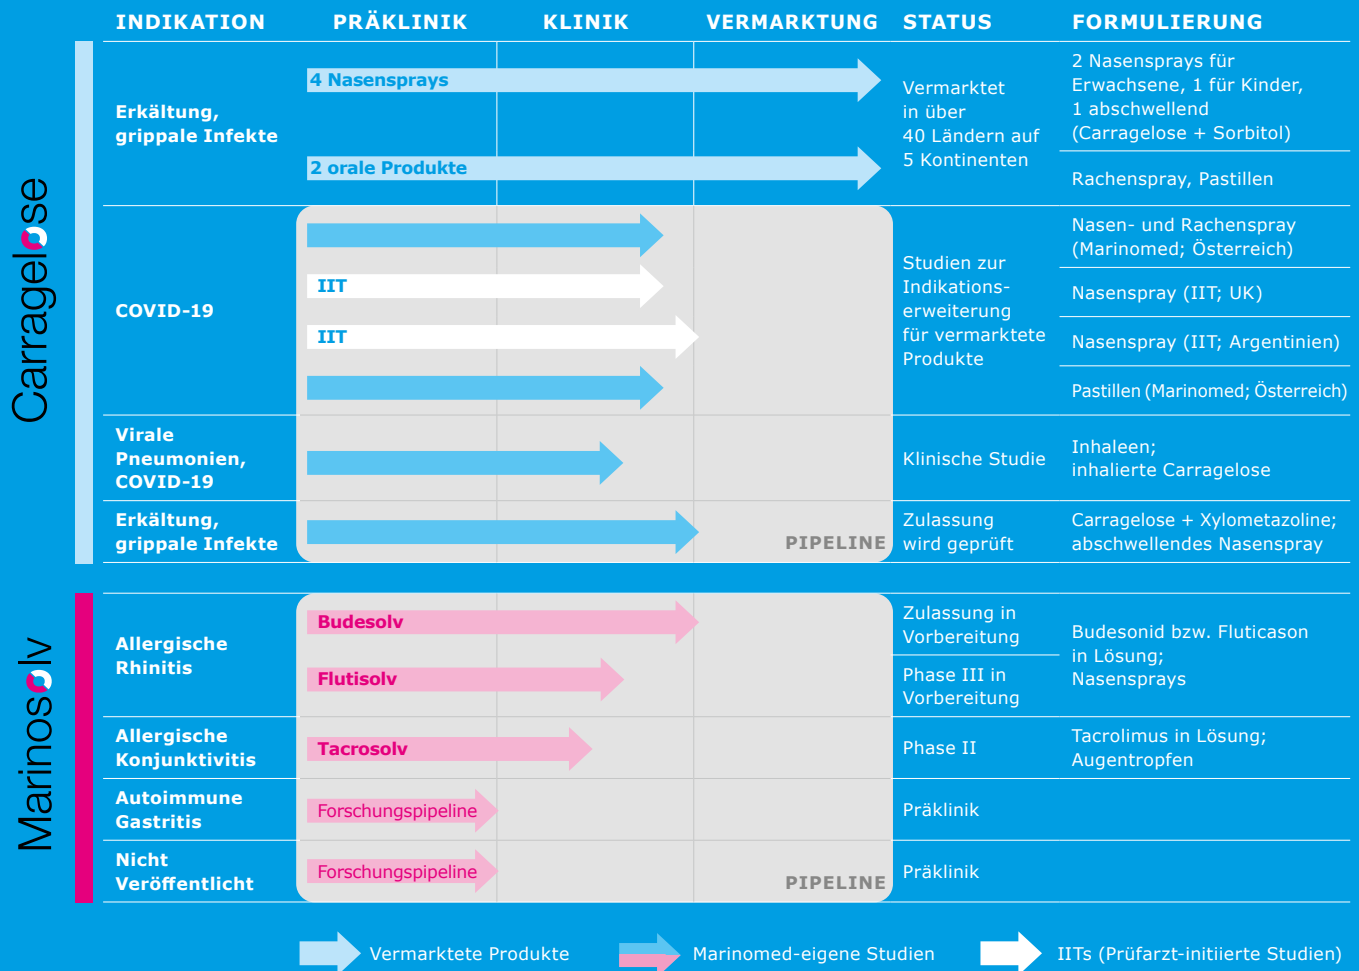 INDIKATION PRÄKLINIK KLINIK VERMARKTUNG STATUS FORMULIERUNG
Carragelose
Erkältung,
grippale Infekte
4 Nasensprays
2 orale Produkte
Vermarktet
in über
40 Ländern auf
5 Kontinenten
2 Nasensprays für
Erwachsene, 1 für Kinder,
1 abschwellend
(Carragelose + Sorbitol)
Rachenspray, Pastillen
COVID-19
IIT
IIT
Studien zur
Indikations-
erweiterung
für vermarktete
Produkte
Nasen- und Rachenspray
(Marinomed; Österreich)
Nasenspray (IIT; UK)
Nasenspray (IIT; Argentinien)
Pastillen (Marinomed; Österreich)
Virale
Pneumonien,
COVID-19
Klinische Studie
Inhaleen;
inhalierte Carragelose
Erkältung,
grippale Infekte
PIPELINE
Zulassung
wird geprüft
Carragelose + Xylometazoline;
abschwellendes Nasenspray
Marinosolv
Allergische
Rhinitis
Budesolv
Flutisolv
Zulassung in
Vorbereitung
Phase III in
Vorbereitung
Budesonid bzw. Fluticason
in Lösung;
Nasensprays
Allergische
Konjunktivitis
Tacrosolv
Phase II
Tacrolimus in Lösung;
Augentropfen
Autoimmune
Gastritis
Forschungspipeline
Präklinik
Nicht
Veröffentlicht
Forschungspipeline
PIPELINE
Präklinik
Vermarktete Produkte
Marinomed-eigene Studien
IITs (Prüfarzt-initiierte Studien)